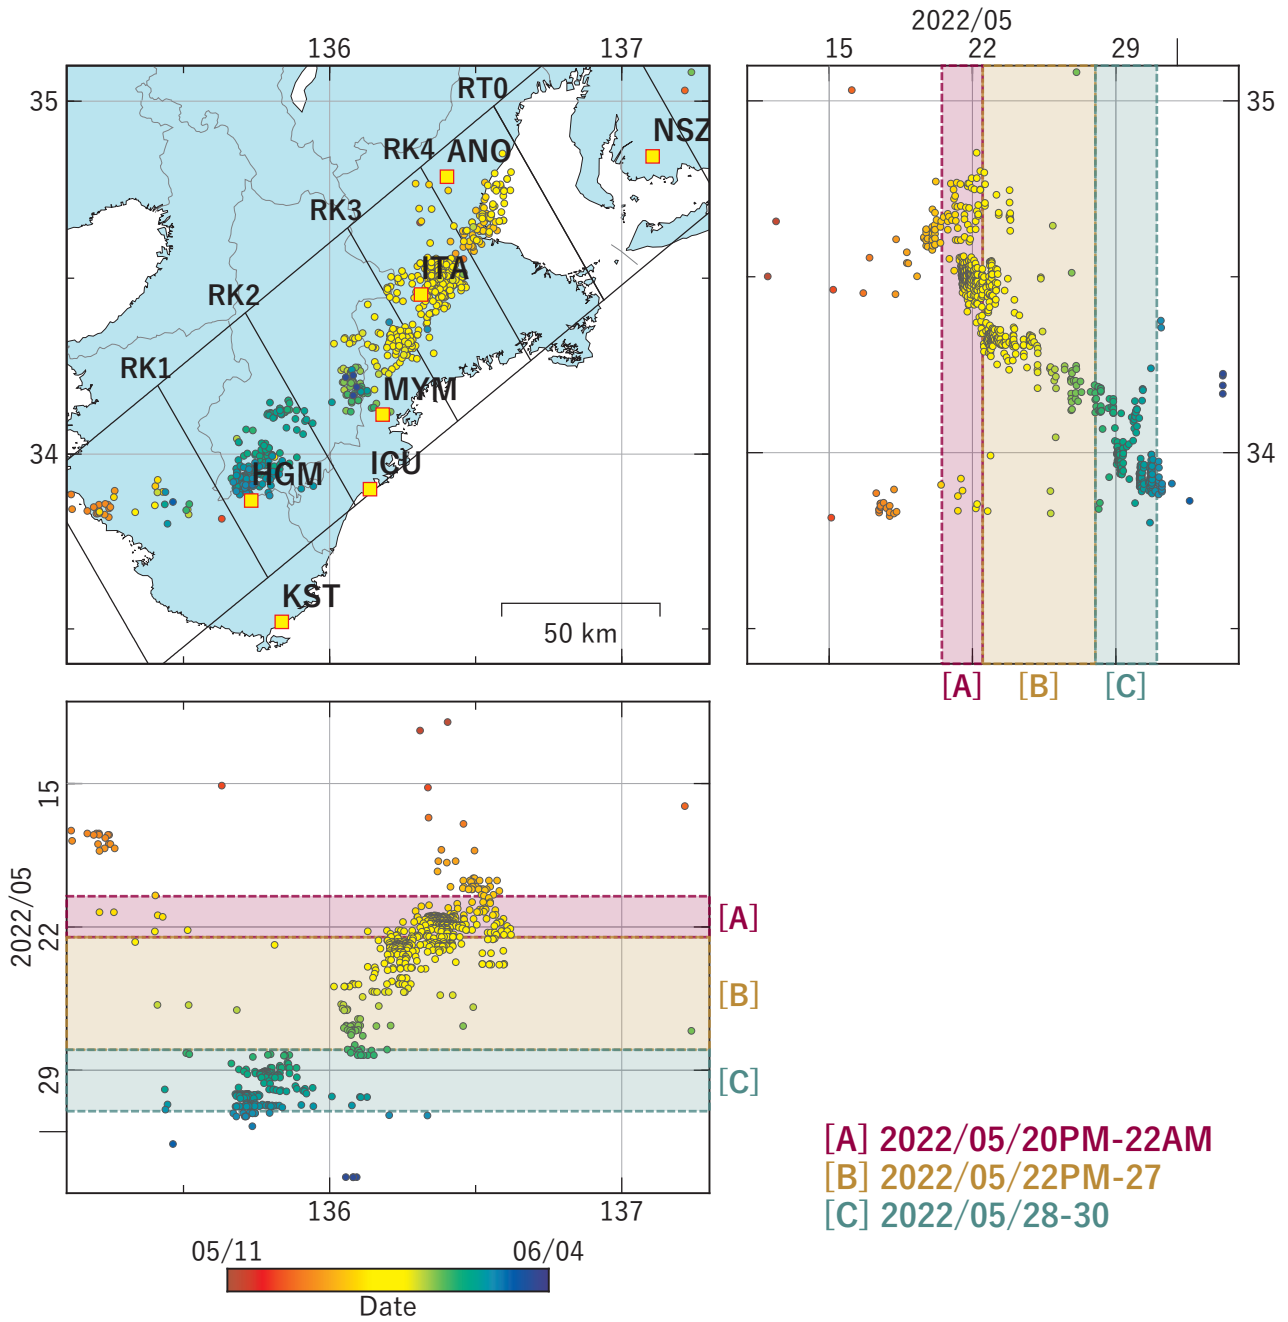 2022/05
136
137
15
22
29
RT0
NSZ
RK4
ANO
RK3
ITA
RK2
RK1
MYM
HGM
ICU
KST
50 km
35
34
35
34
[A]
[B]
[C]
15
22
29
2022/05
[A]
[B]
[C]
136
137
[A] 2022/05/20PM-22AM
[B] 2022/05/22PM-27
[C] 2022/05/28-30
05/11
06/04
Date